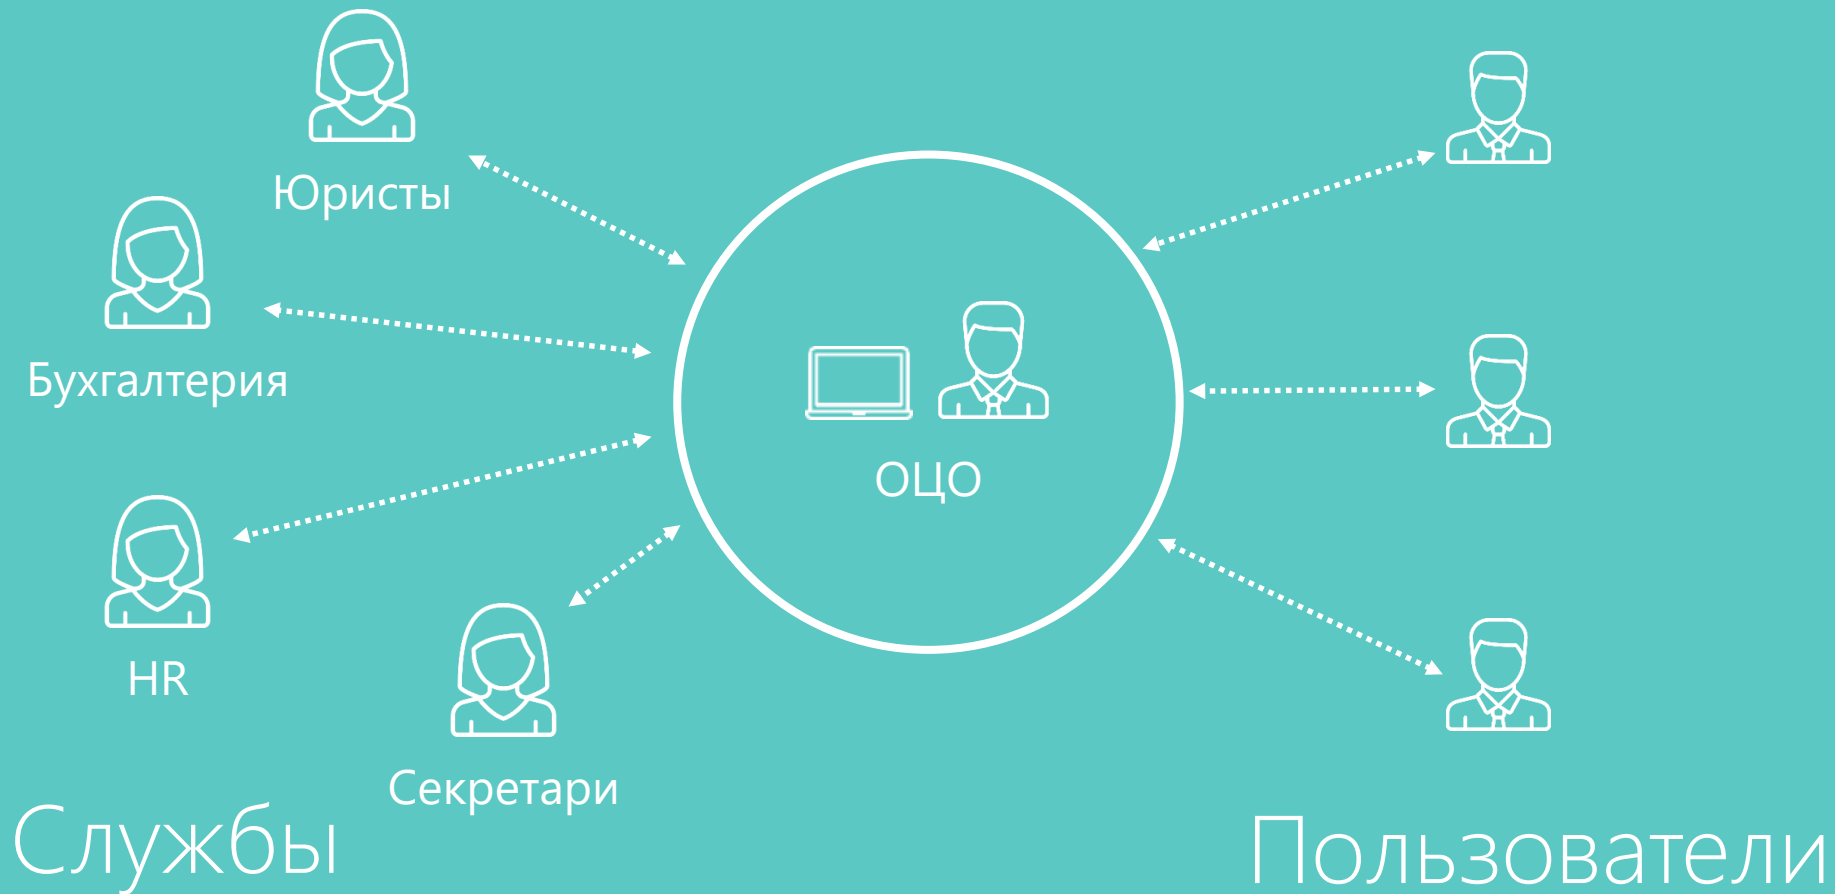 Юристы
Бухгалтерия
ОЦО
HR
Секретари
Службы
Пользователи